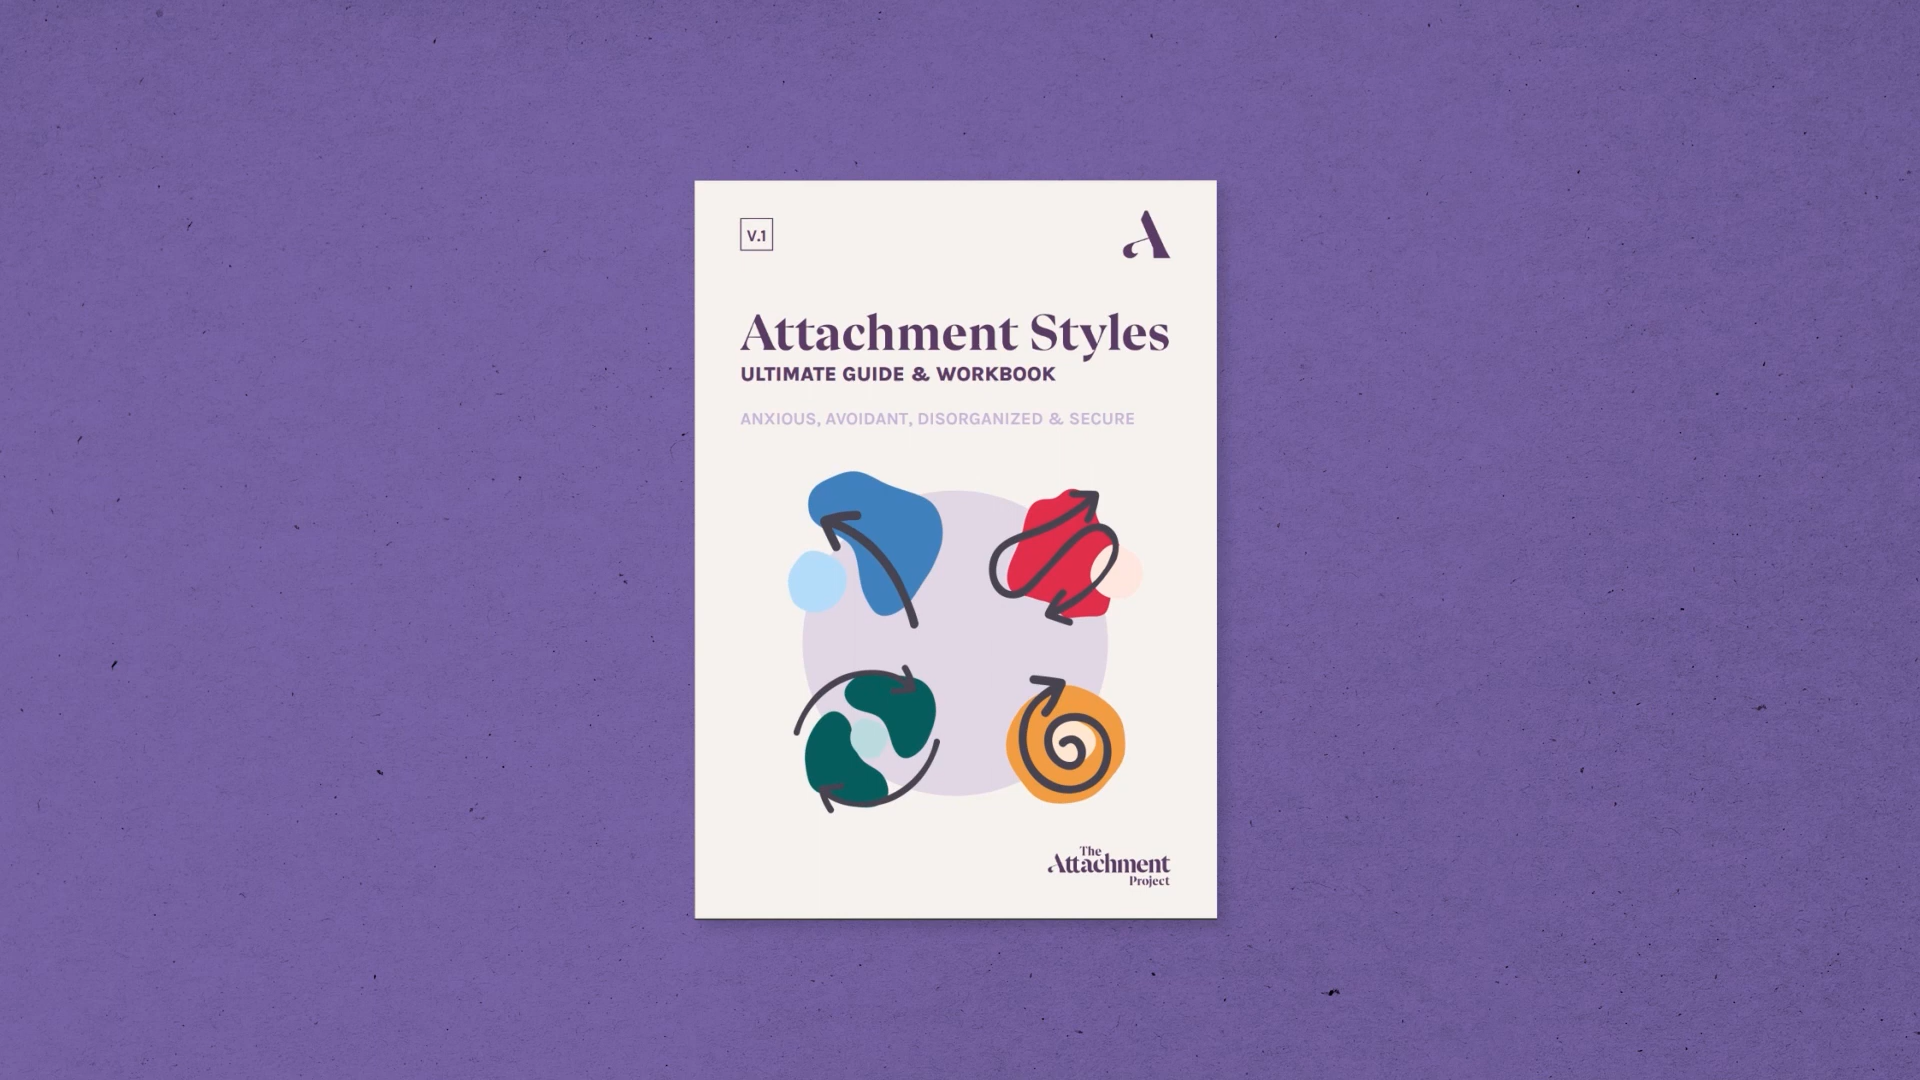 V.1
A
Attachment Styles
ULTIMATE GUIDE & WORKBOOK
ANXIOUS, AVOIDANT, DISORGANIZED & SECURE
The
Attachment
Project